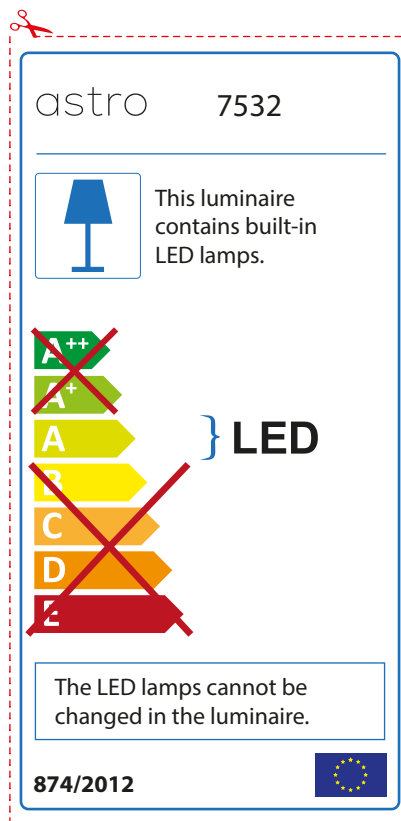 astro 7532
This luminaire
contains built-in
LED lamps.
A++
A+
A
LED
B
C
D
E
The LED lamps cannot be
changed in the luminaire.
874/2012